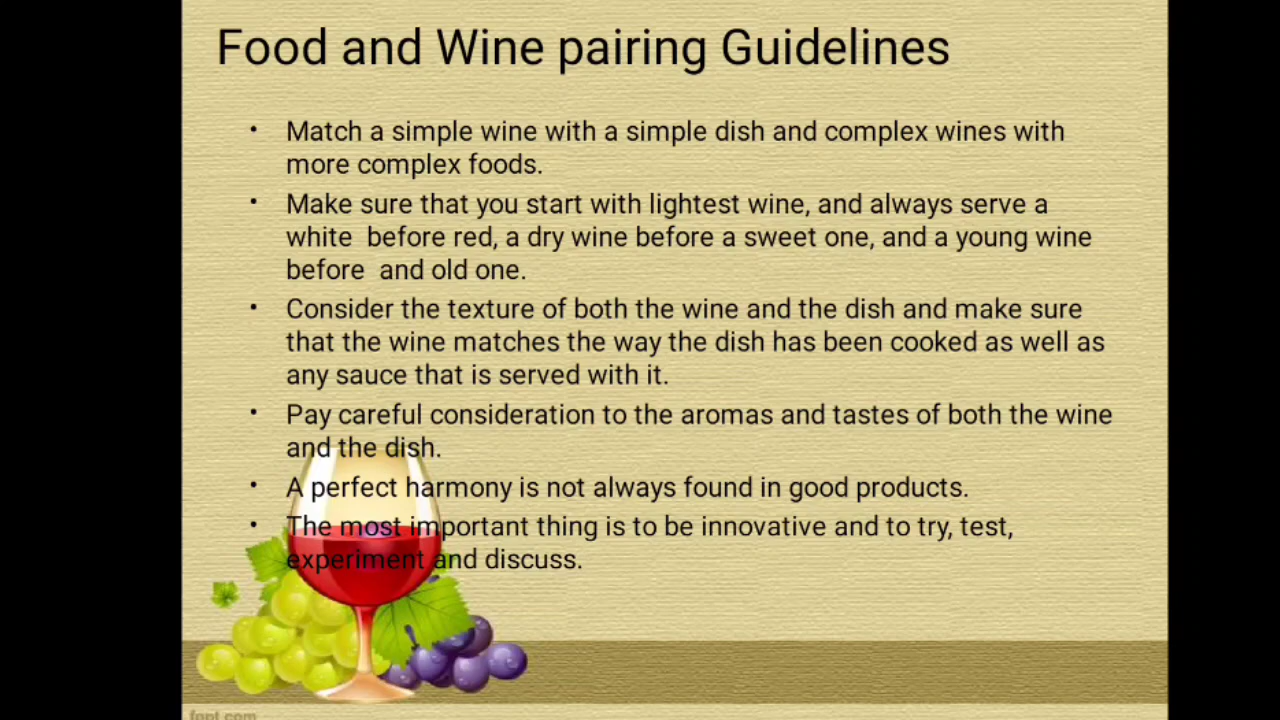 Food and Wine pairing Guidelines
• Match a simple wine with a simple dish and complex wines with
more complex foods.
• Make sure that you start with lightest wine, and always serve a
white  before red, a dry wine before a sweet one, and a young wine
before  and old one.
• Consider the texture of both the wine and the dish and make sure
that the wine matches the way the dish has been cooked as well as
any sauce that is served with it.
• Pay careful consideration to the aromas and tastes of both the wine
and the dish.
• A perfect harmony is not always found in good products.
• The most important thing is to be innovative and to try, test,
experiment and discuss.
fppt.com